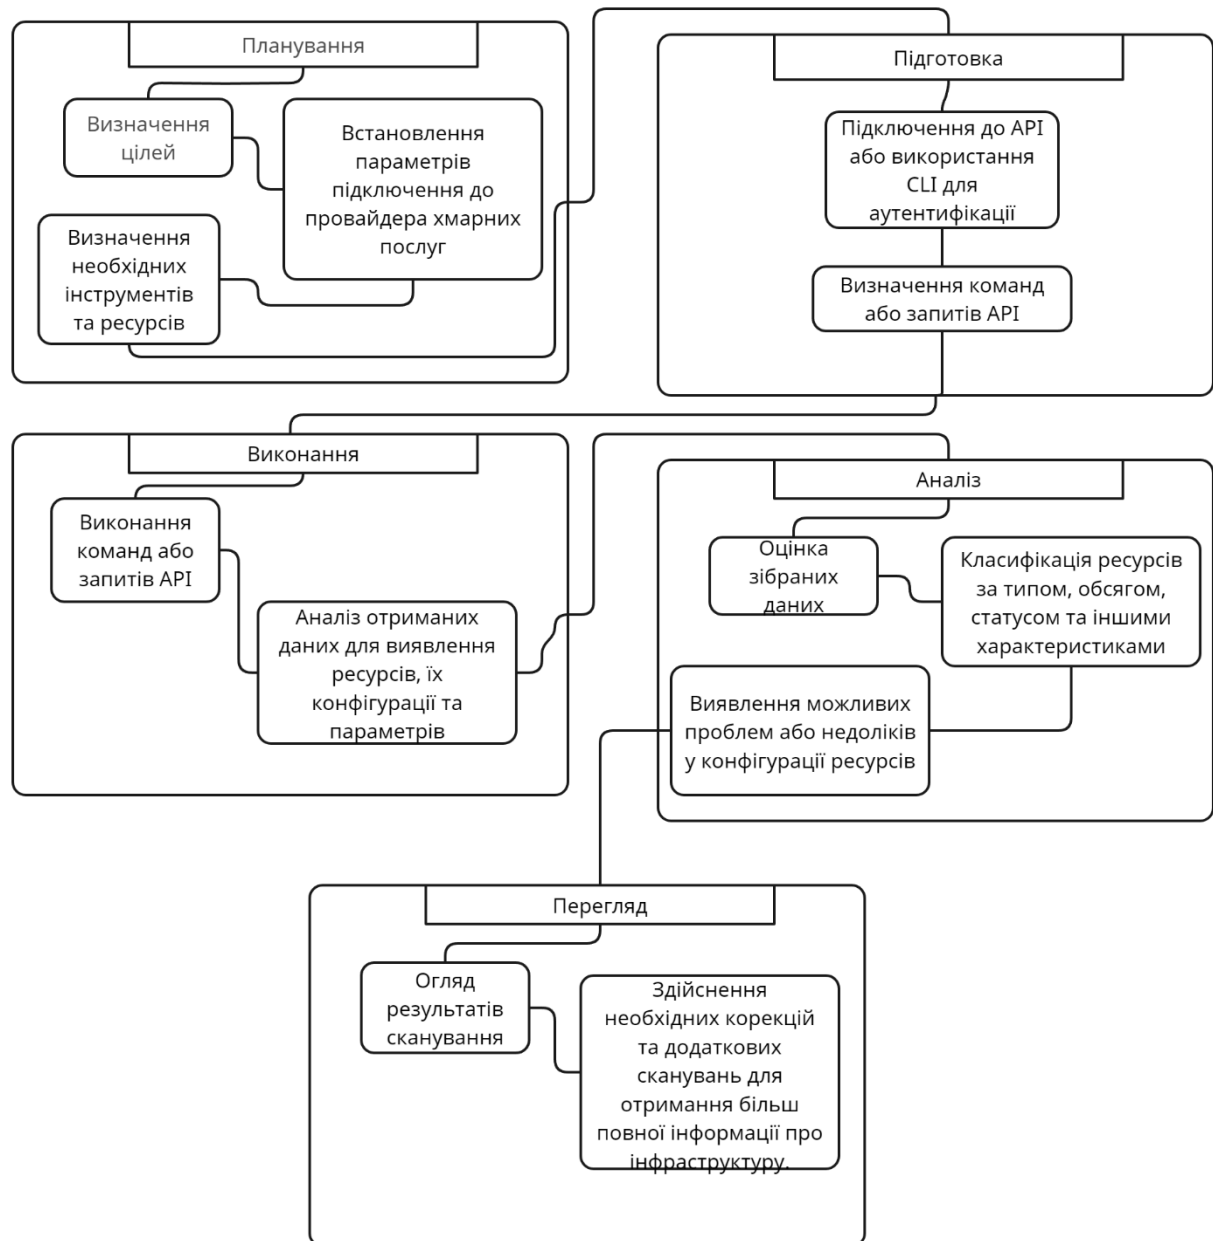 Планування
Визначення
цілей
Встановлення
параметрів
підключення до
провайдера хмарних
послуг
Визначення
необхідних
інструментів
та ресурсів
Підготовка
Підключення до API
або використання
CLI для
аутентифікації
Визначення команд
або запитів API
Виконання
Виконання
команд або
запитів API
Аналіз отриманих
даних для виявлення
ресурсів, їх
конфігурації та
параметрів
Аналіз
Оцінка
зібраних
даних
Класифікація ресурсів
за типом, обсягом,
статусом та іншими
характеристиками
Виявлення можливих
проблем або недоліків
у конфігурації ресурсів
Перегляд
Огляд
результатів
сканування
Здійснення
необхідних корекцій
та додаткових
сканувань для
отримання більш
повної інформації про
інфраструктуру.